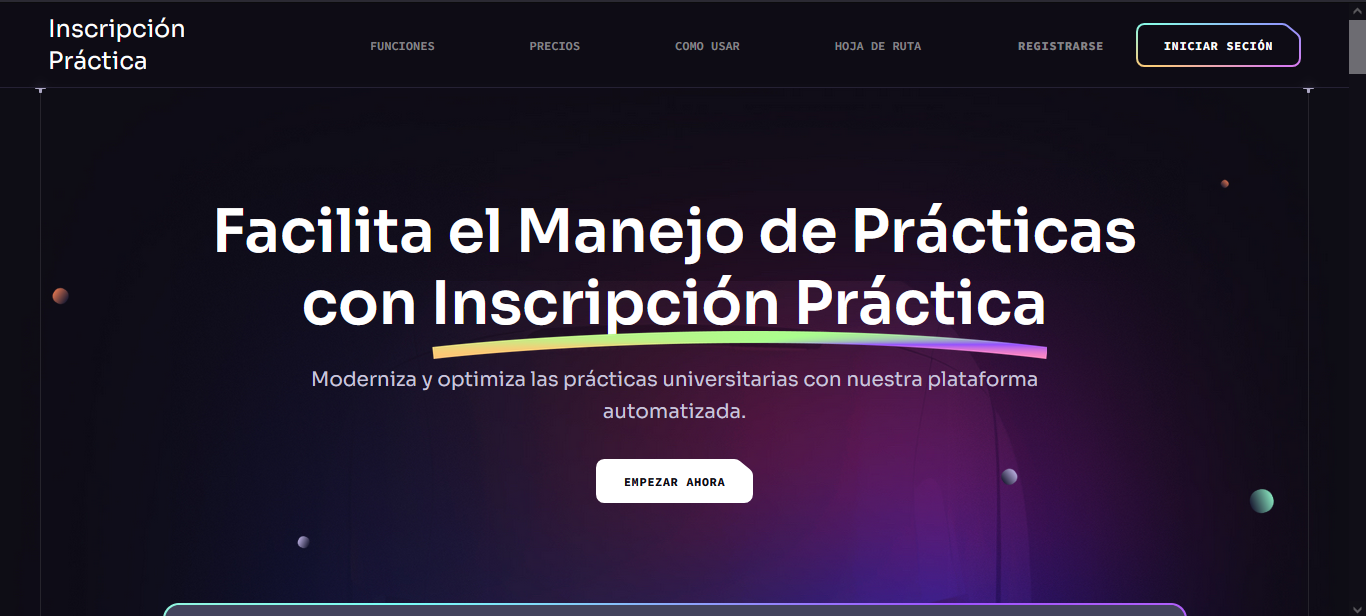 Inscripción
Práctica
FUNCIONES
PRECIOS
COMO USAR
HOJA DE RUTA
REGISTRARSE
INICIAR SECIÓN
Facilita el Manejo de Prácticas
con Inscripción Práctica
Moderniza y optimiza las prácticas universitarias con nuestra plataforma
automatizada.
EMPEZAR AHORA